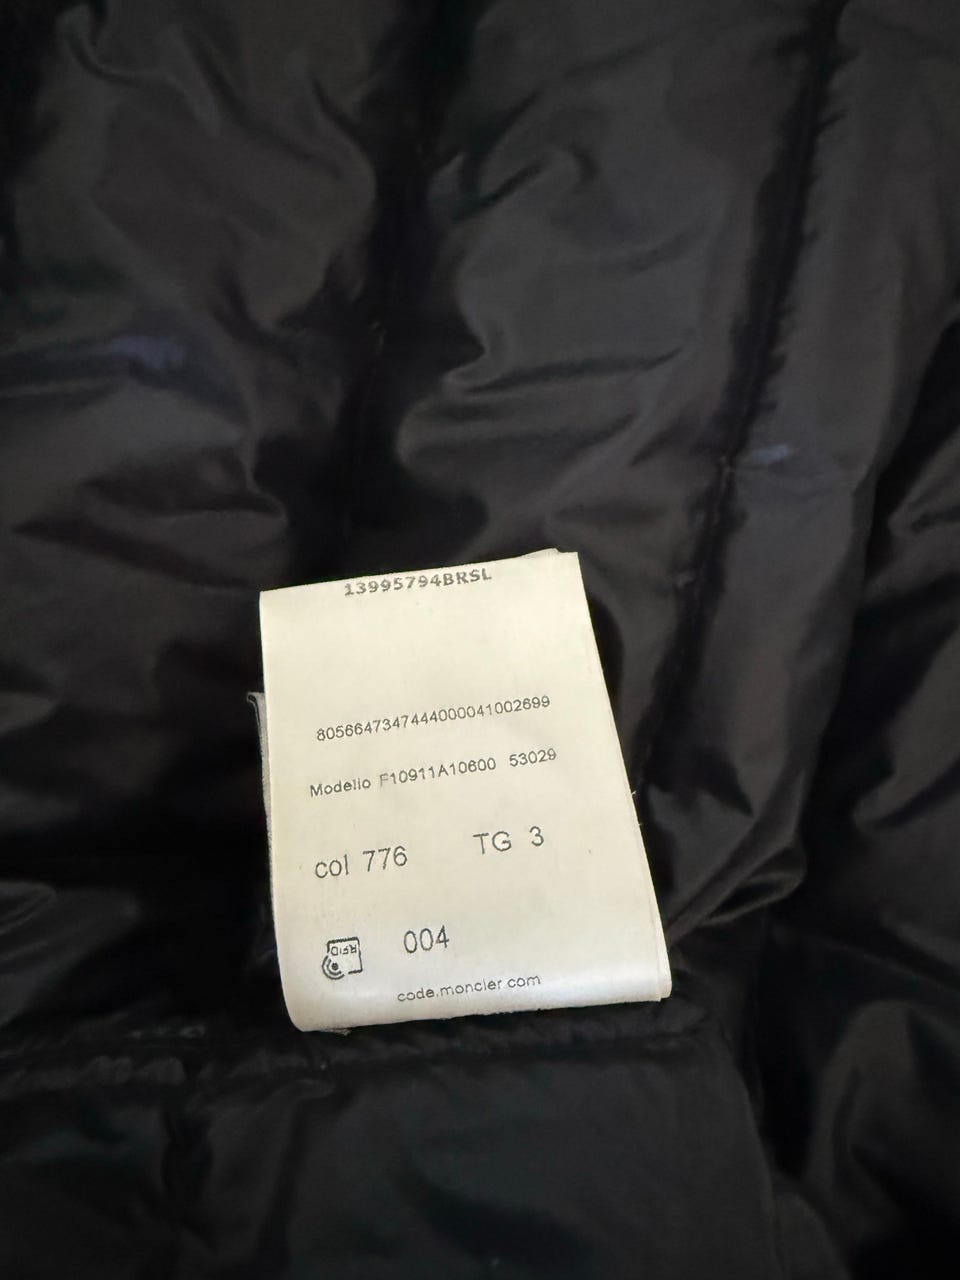 13995794BRSL
8056647347444000041002699
Modello F10911A10600 53029
col 776 TG 3
RFID 004
code.moncler.com